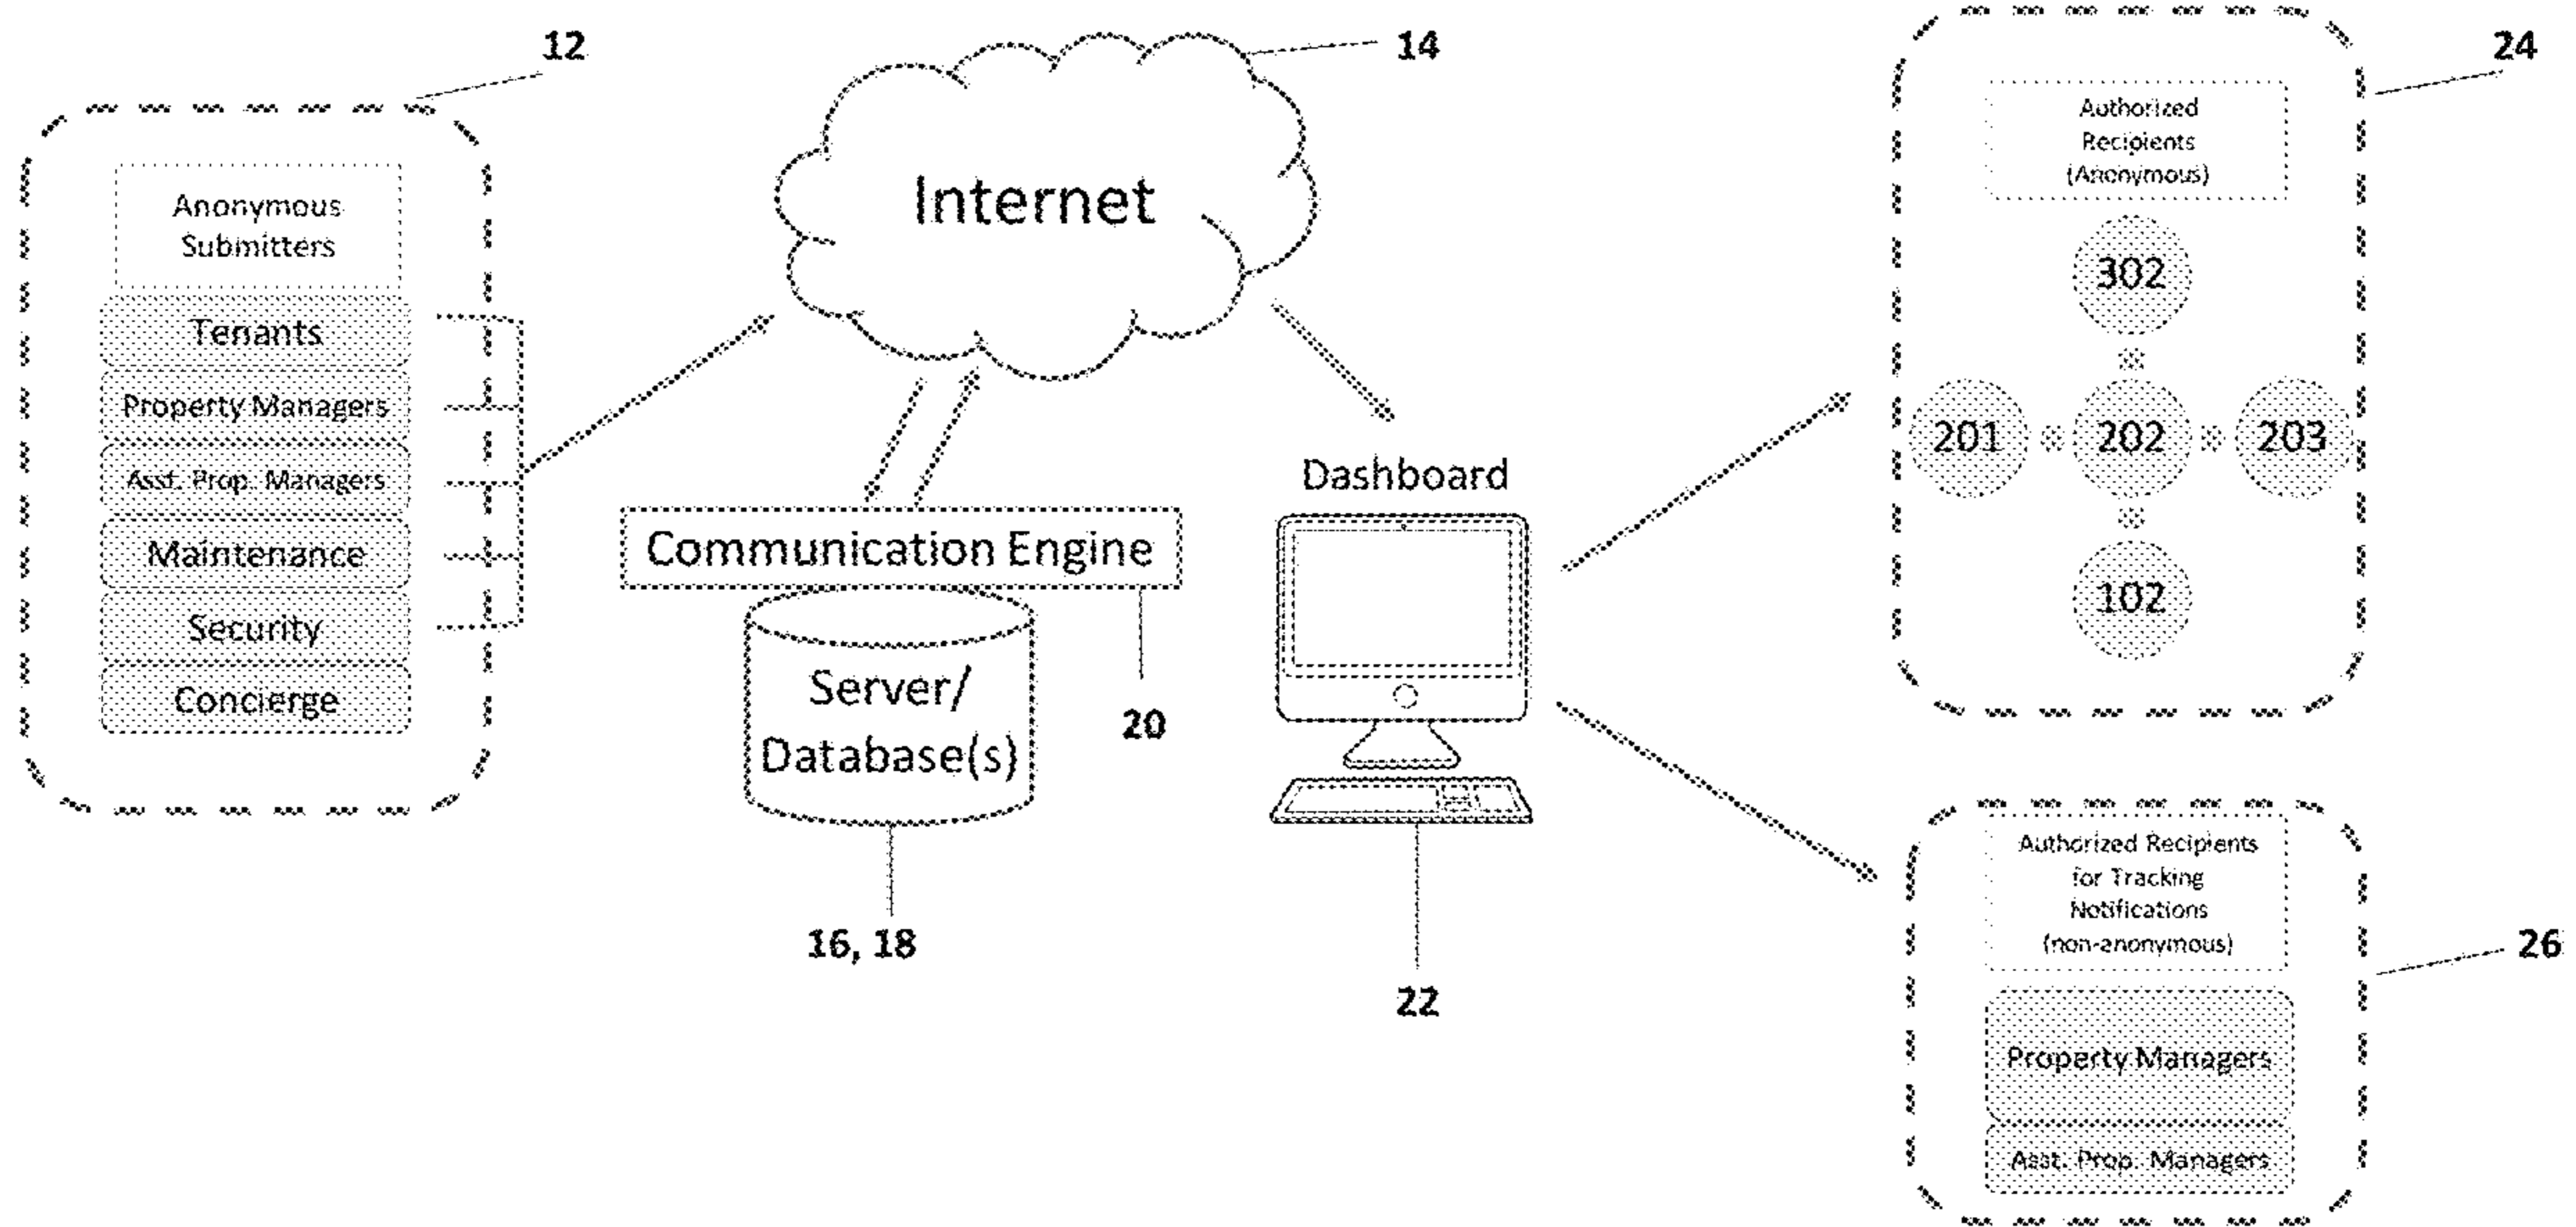 12
Anonymous
Submitters
Tenants
Property Managers
Asst. Prop. Managers
Maintenance
Security
Concierge
14
Internet
Communication Engine
20
Server/
Database(s)
16, 18
Dashboard
22
24
Authorized
Recipients
(Anonymous)
302
201
202
203
102
Authorized Recipients
for Tracking
Notifications
(non-anonymous)
26
Property Managers
Asst. Prop. Managers